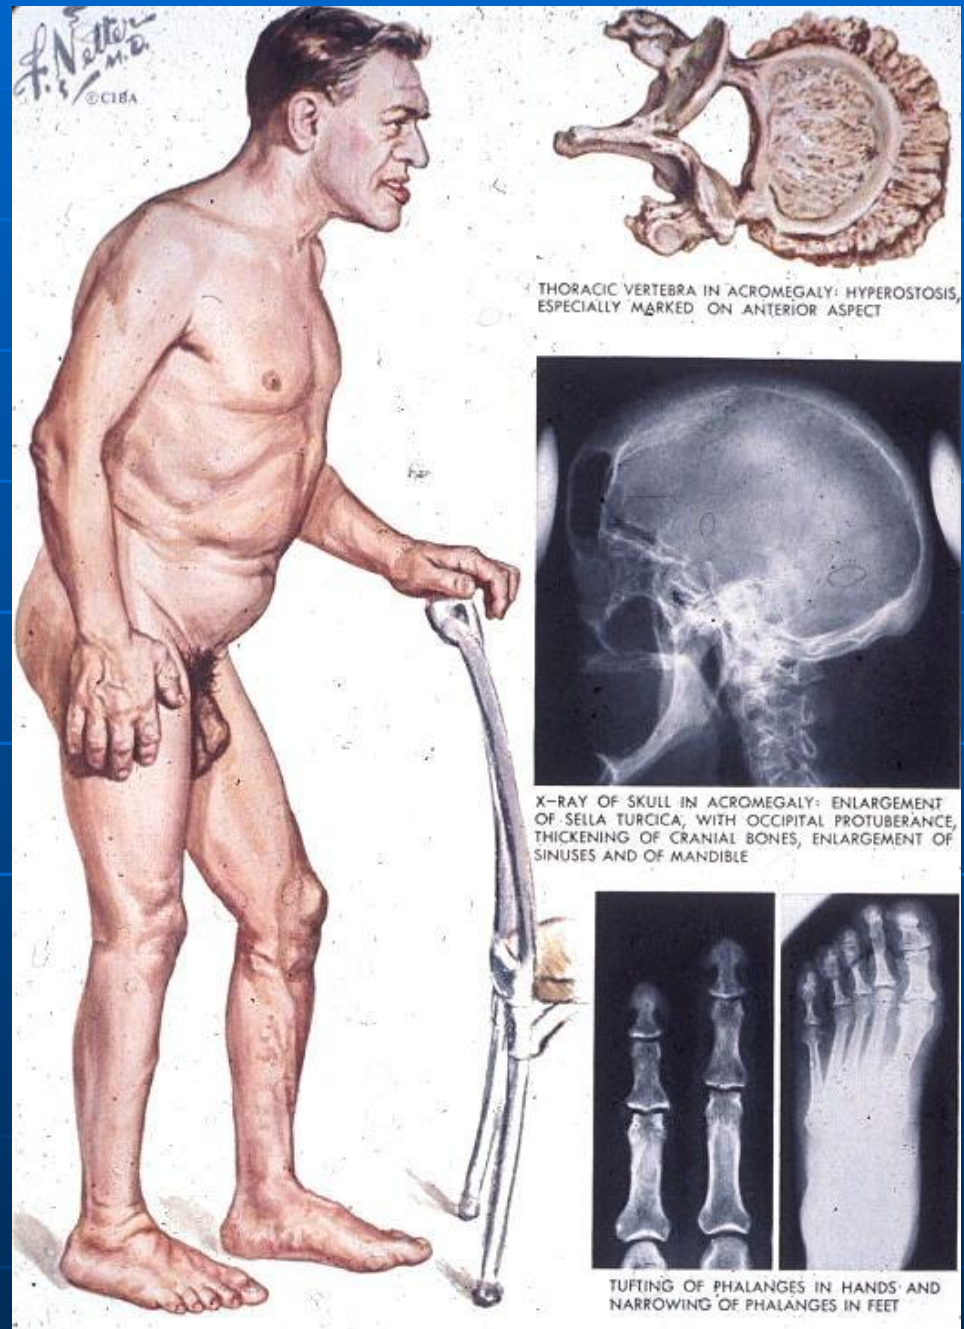 F. Netter
M.D.
©CIBA
THORACIC VERTEBRA IN ACROMEGALY: HYPEROSTOSIS,
ESPECIALLY MARKED ON ANTERIOR ASPECT
X-RAY OF SKULL IN ACROMEGALY: ENLARGEMENT
OF SELLA TURCICA, WITH OCCIPITAL PROTUBERANCE,
THICKENING OF CRANIAL BONES, ENLARGEMENT OF
SINUSES AND OF MANDIBLE
TUFTING OF PHALANGES IN HANDS AND
NARROWING OF PHALANGES IN FEET